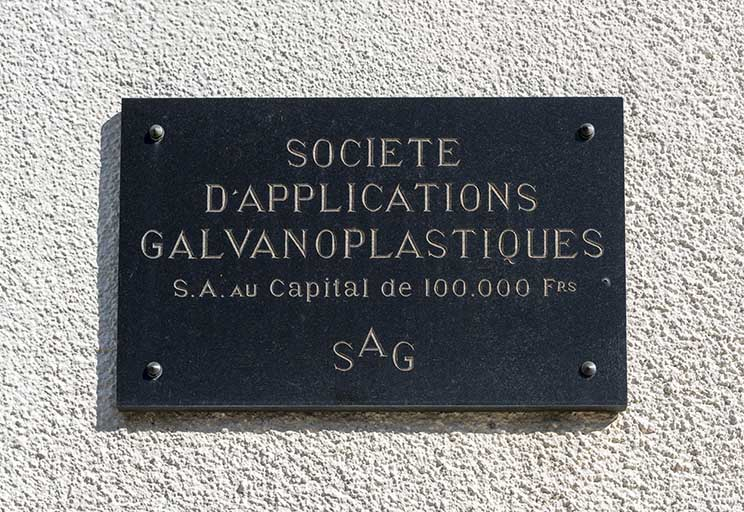 SOCIETE
D'APPLICATIONS
GALVANOPLASTIQUES
S.A. AU Capital de 100.000 FRS
SAG